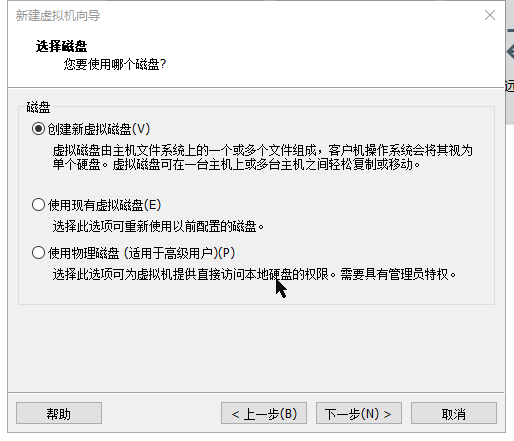 新建虚拟机向导
选择磁盘
您要使用哪个磁盘?
磁盘
创建新虚拟磁盘(V)
虚拟磁盘由主机文件系统上的一个或多个文件组成，客户机操作系统会将其视为
单个硬盘。虚拟磁盘可在一台主机上或多台主机之间轻松复制或移动。
使用现有虚拟磁盘(E)
选择此选项可重新使用以前配置的磁盘。
使用物理磁盘 (适用于高级用户)(P)
选择此选项可为虚拟机提供直接访问本地硬盘的权限。需要具有管理员特权。
帮助
< 上一步(B)
下一步(N) >
取消